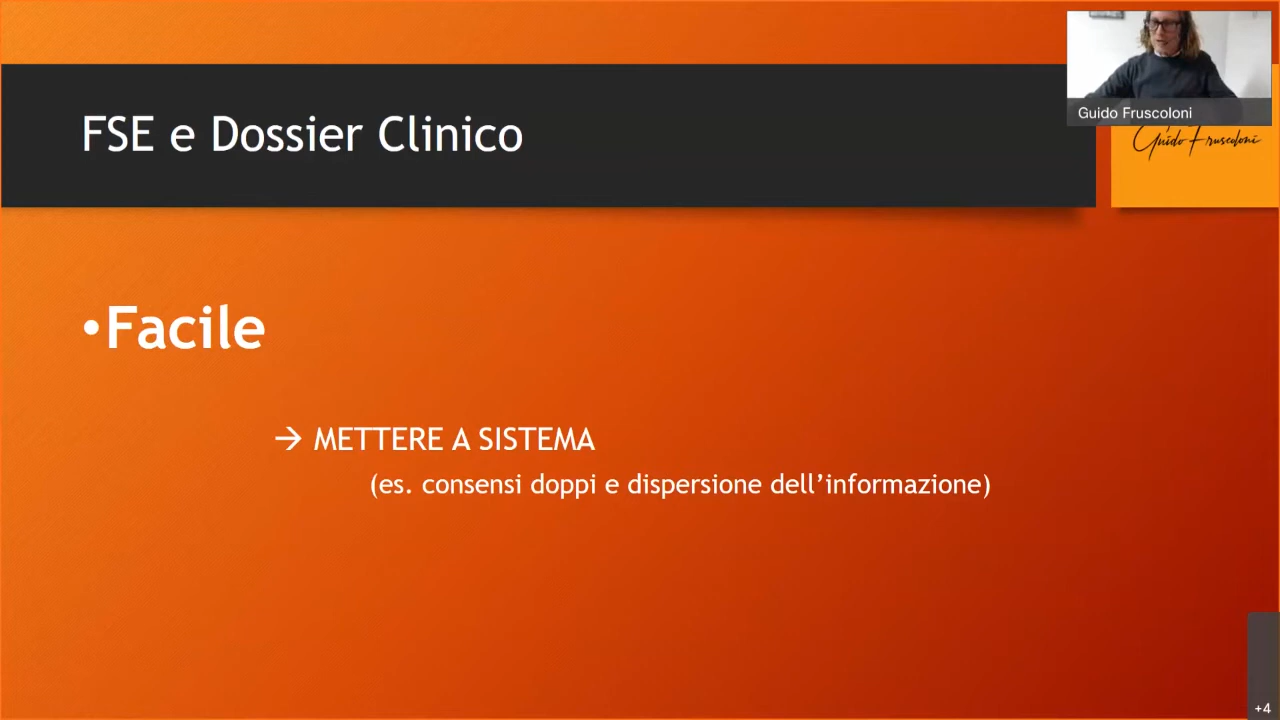 FSE e Dossier Clinico
Guido Fruscoloni
Guido Fruscoloni
•Facile
→ METTERE A SISTEMA
(es. consensi doppi e dispersione dell’informazione)
+4